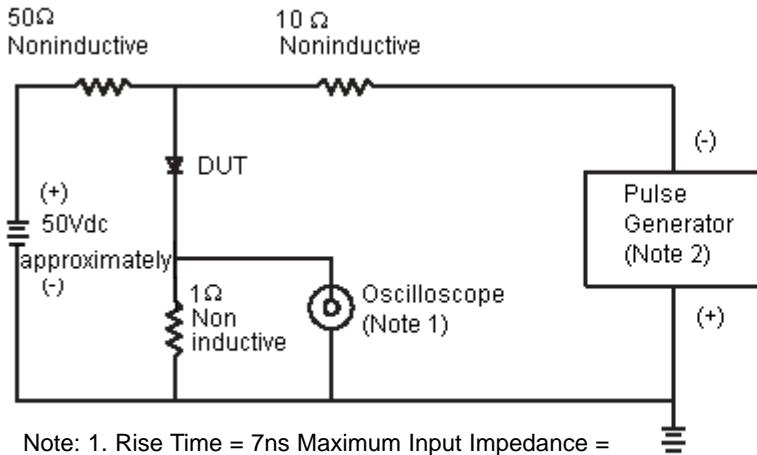 50Ω
Noninductive
10 Ω
Noninductive
DUT
(+)
50Vdc
approximately
(-)
1Ω
Non
inductive
Oscilloscope
(Note 1)
(-)
Pulse
Generator
(Note 2)
(+)
Note: 1. Rise Time = 7ns Maximum Input Impedance =